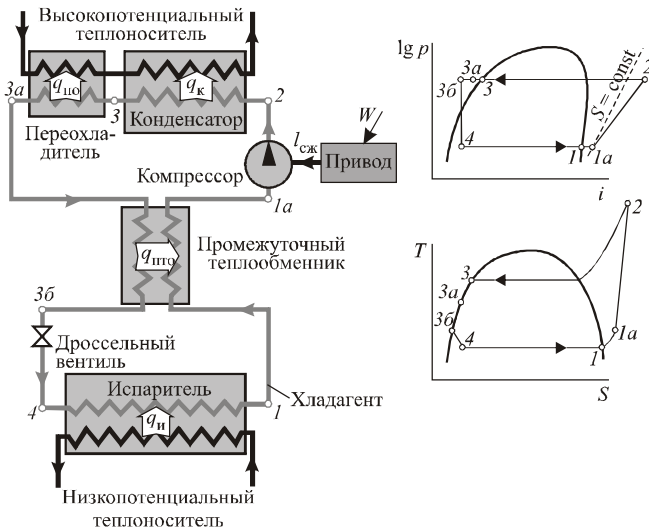 Высокопотенциальный
теплоноситель
3а
qпо
qк
2
3
Переохла-
дитель
Конденсатор
lсж
W
Привод
Компрессор
1а
qпто
Промежуточный
теплообменник
3б
Дроссельный
вентиль
4
Испаритель
qи
1
Хладагент
Низкопотенциальный
теплоноситель
lg p
3а
3б
3
S = const
2
4
1
1а
i
T
2
3
3а
3б
4
1а
1
S